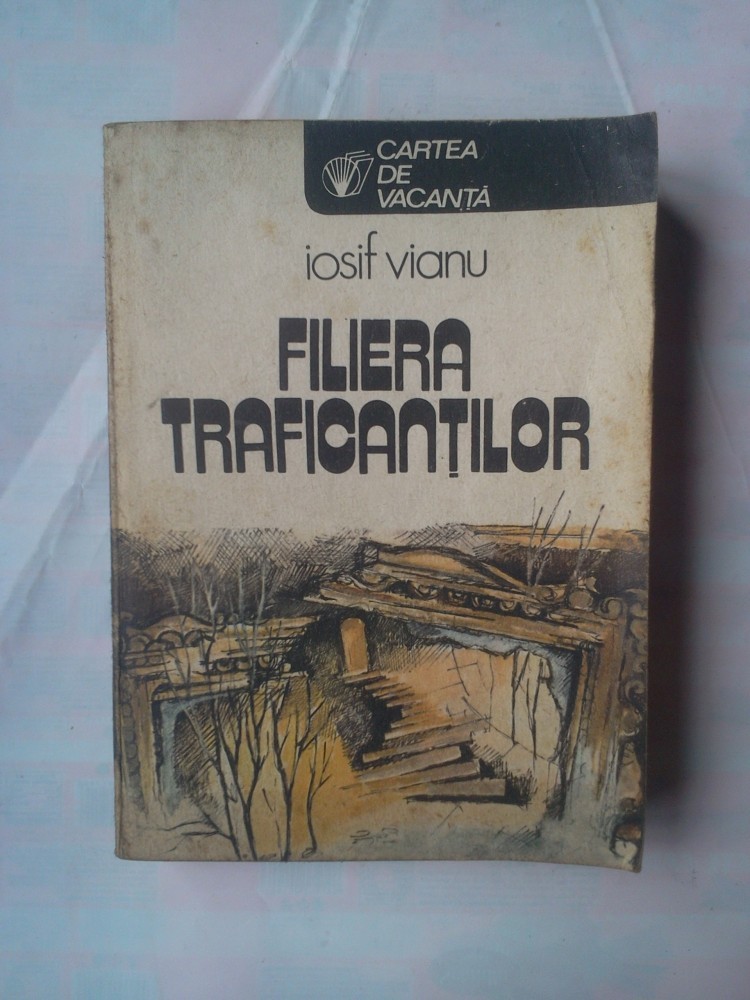 CARTEA
DE
VACANȚĂ
iosif vianu
FILIERA
TRAFICANȚILOR